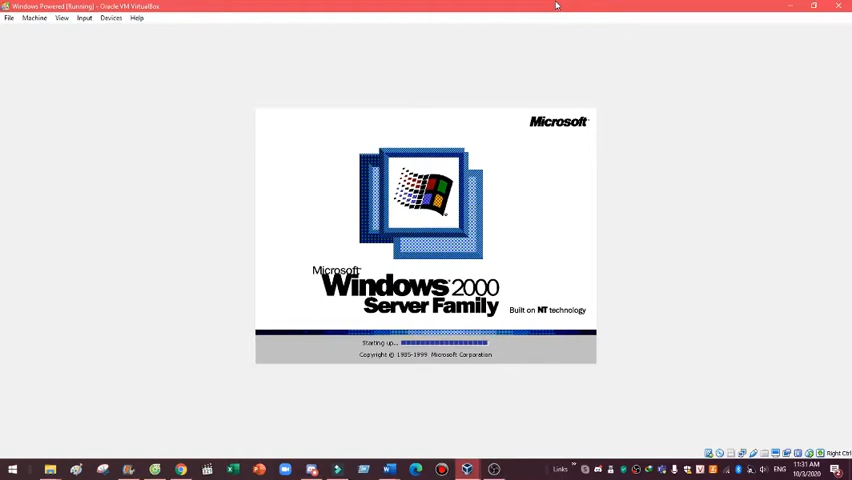 Windows Powered [Running] - Oracle VM VirtualBox
File Machine View Input Devices Help
Microsoft
Microsoft
Windows 2000
Server Family
Built on NT technology
Starting up...
Copyright © 1985-1999 Microsoft Corporation
Right Ctrl
Links
ENG
11:31 AM
10/3/2020